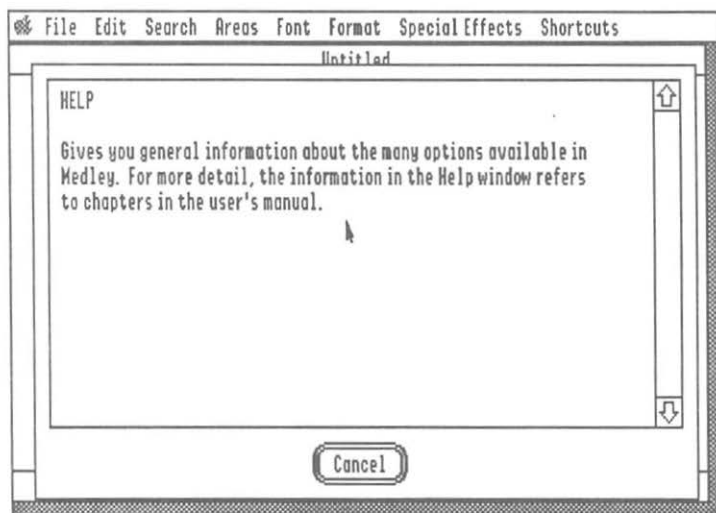 File Edit Search Areas Font Format Special Effects Shortcuts
Untitled
HELP
Gives you general information about the many options available in
Medley. For more detail, the information in the Help window refers
to chapters in the user's manual.
Cancel